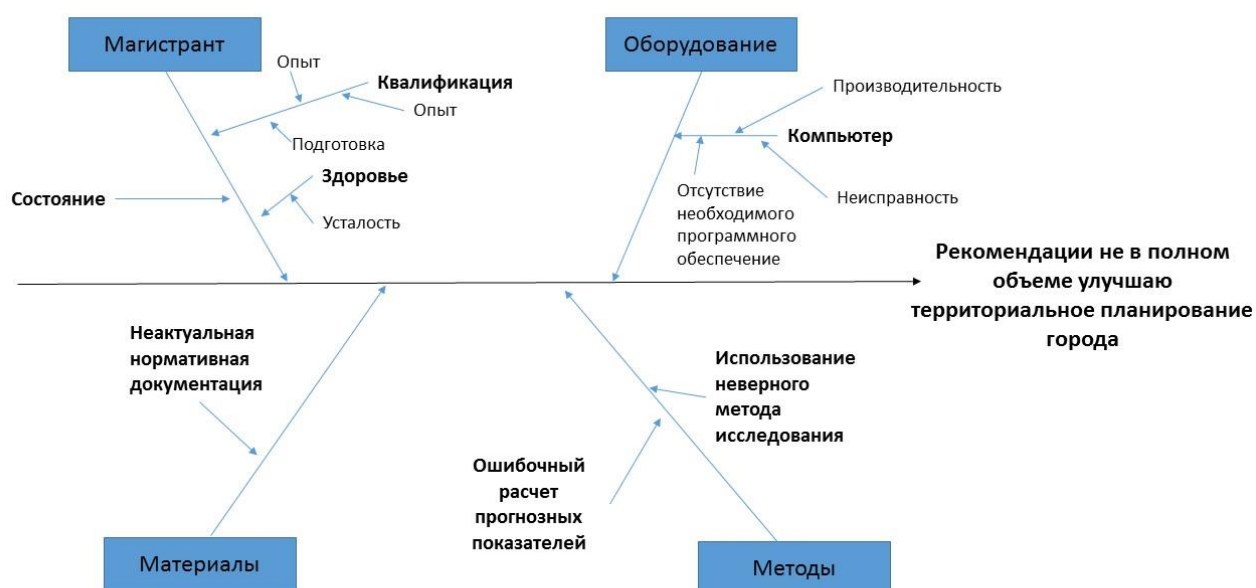 Магистрант
Оборудование
Опыт
Квалификация
Опыт
Подготовка
Здоровье
Состояние
Усталость
Производительность
Компьютер
Отсутствие
необходимого
программного
обеспечение
Неисправность
Рекомендации не в полном
объеме улучшаю
территориальное планирование
города
Неактуальная
нормативная
документация
Использование
неверного
метода
исследования
Ошибочный
расчет
прогнозных
показателей
Материалы
Методы